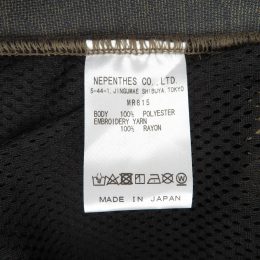 NEPENTHES CO., LTD.
5-44-1, JINGUMAE SHIBUYA, TOKYO
MR815
BODY 100% POLYESTER
EMBROIDERY YARN
100% RAYON
MADE IN JAPAN